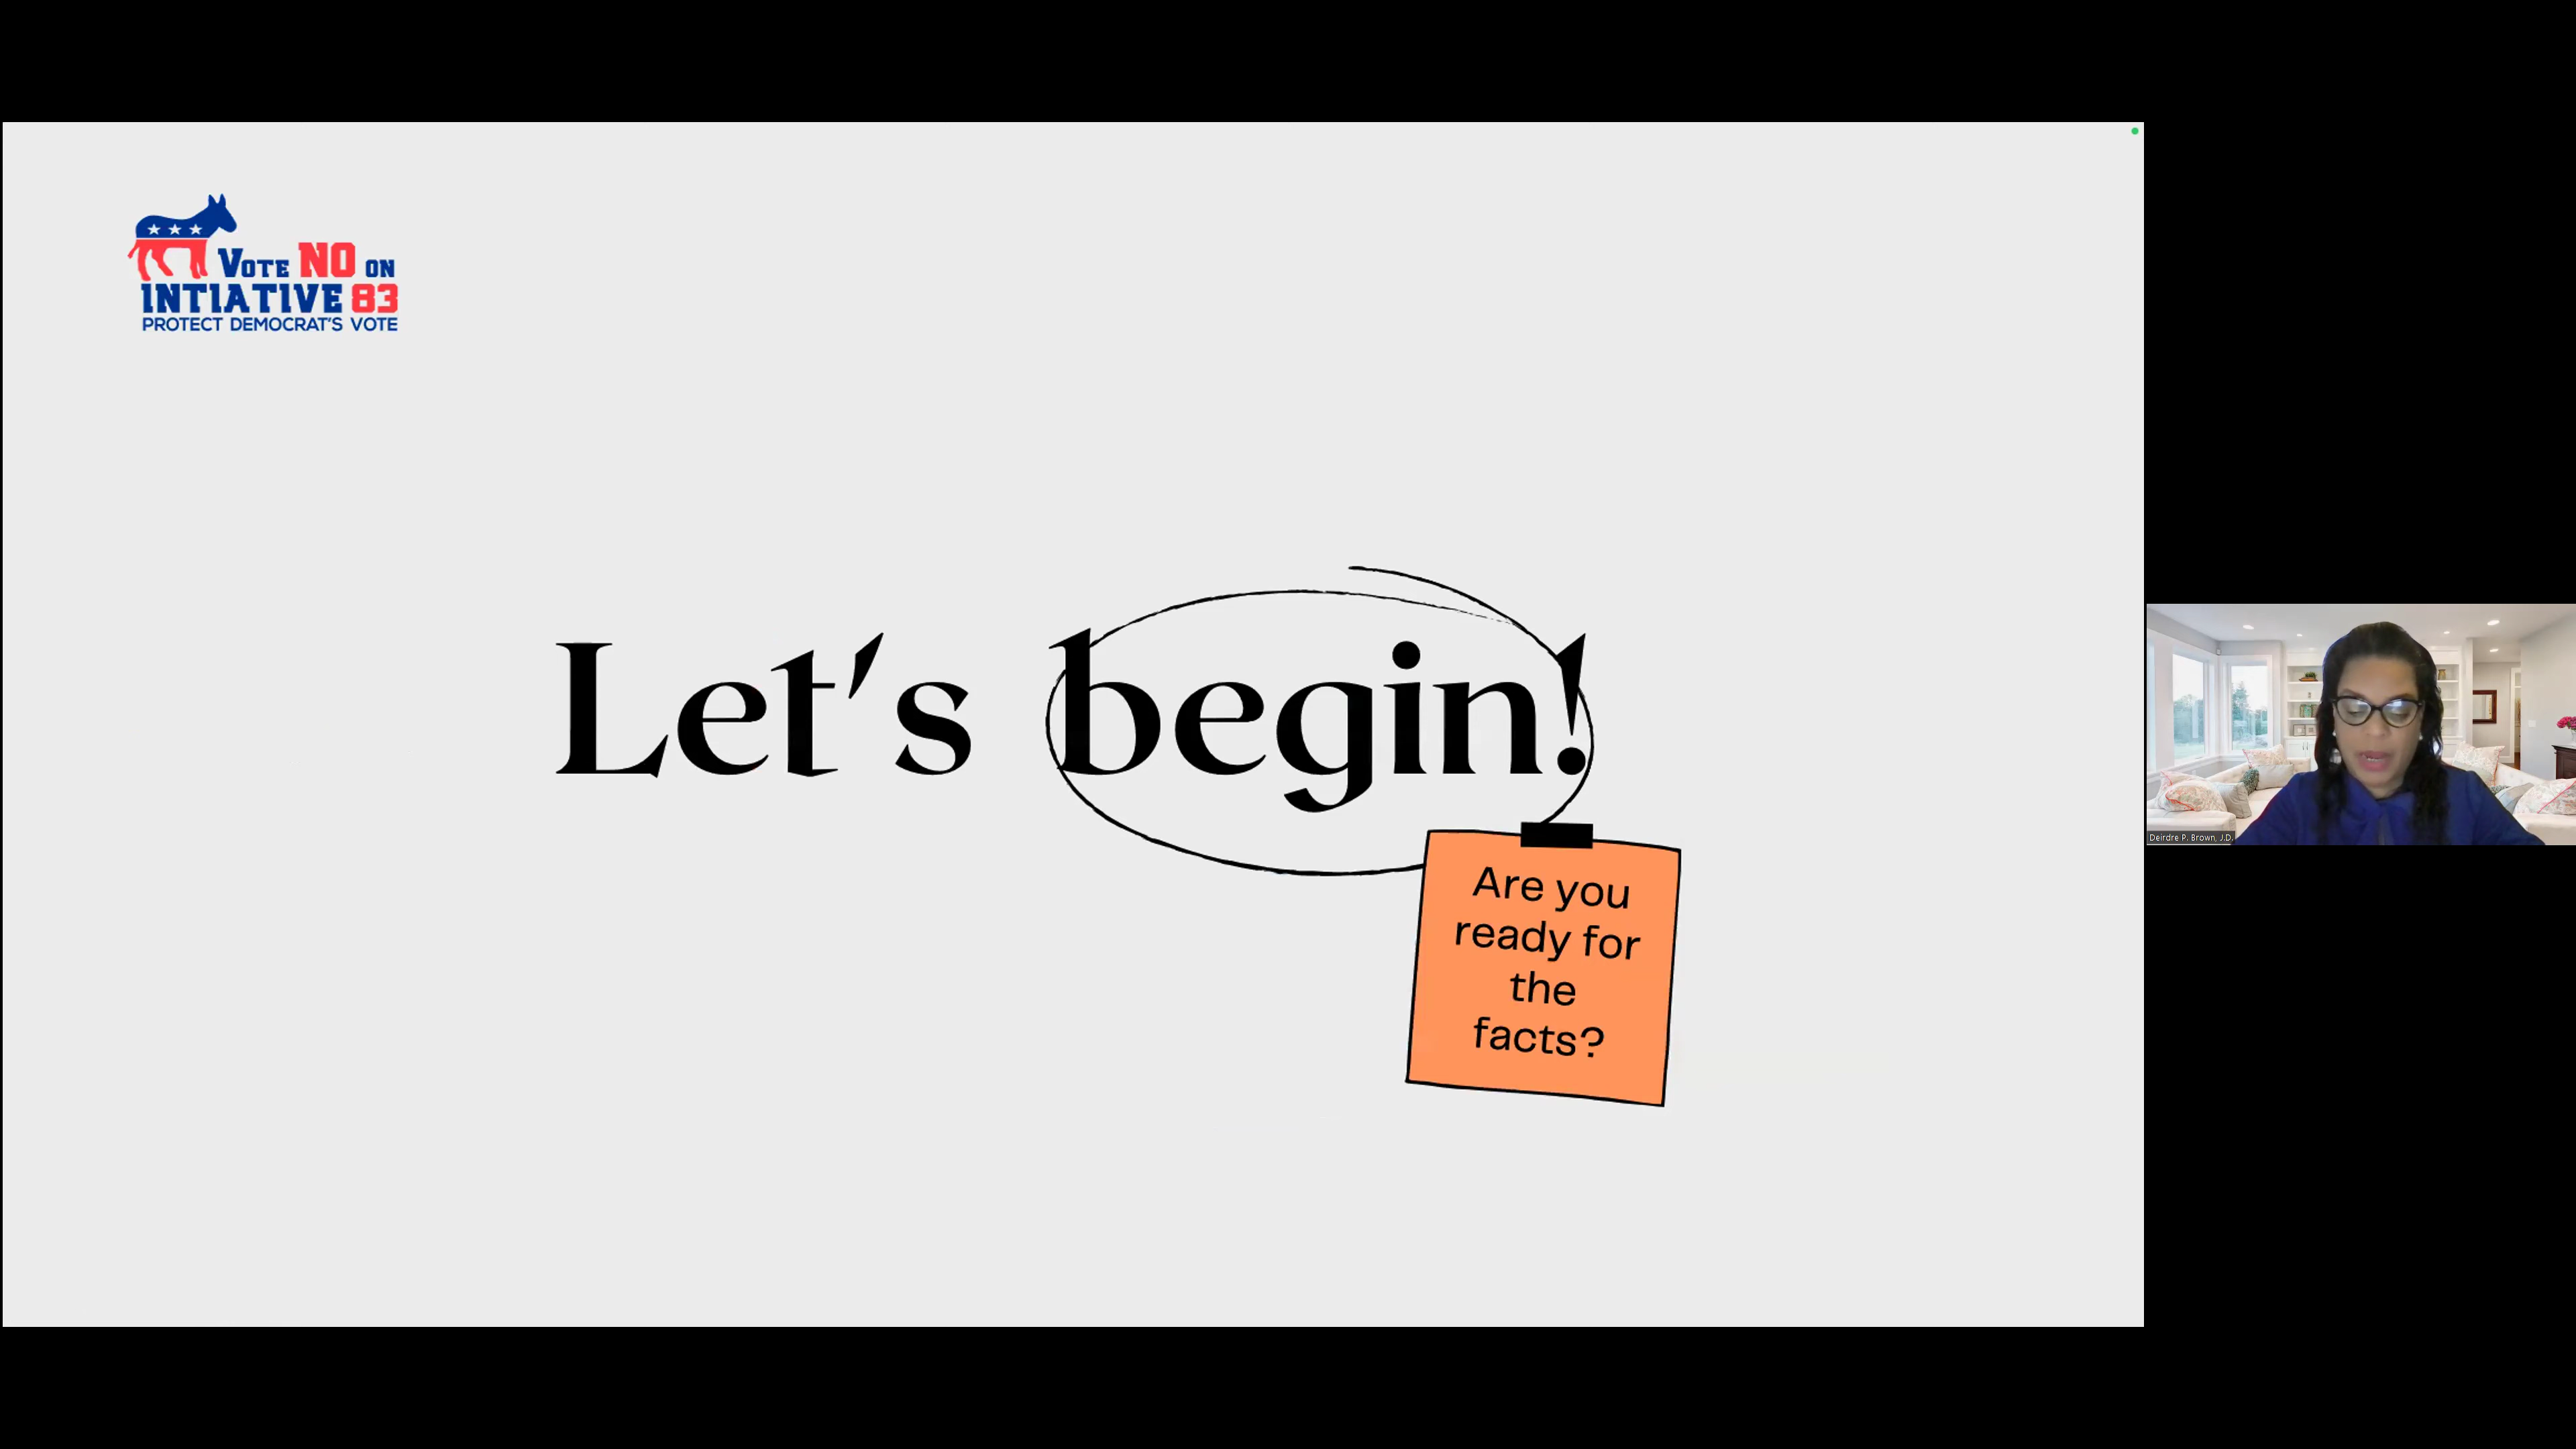 VOTE NO ON
INTIATIVE 83
PROTECT DEMOCRAT'S VOTE
Let's begin!
Are you
ready for
the
facts?
Deirdre P. Brown, J.D.